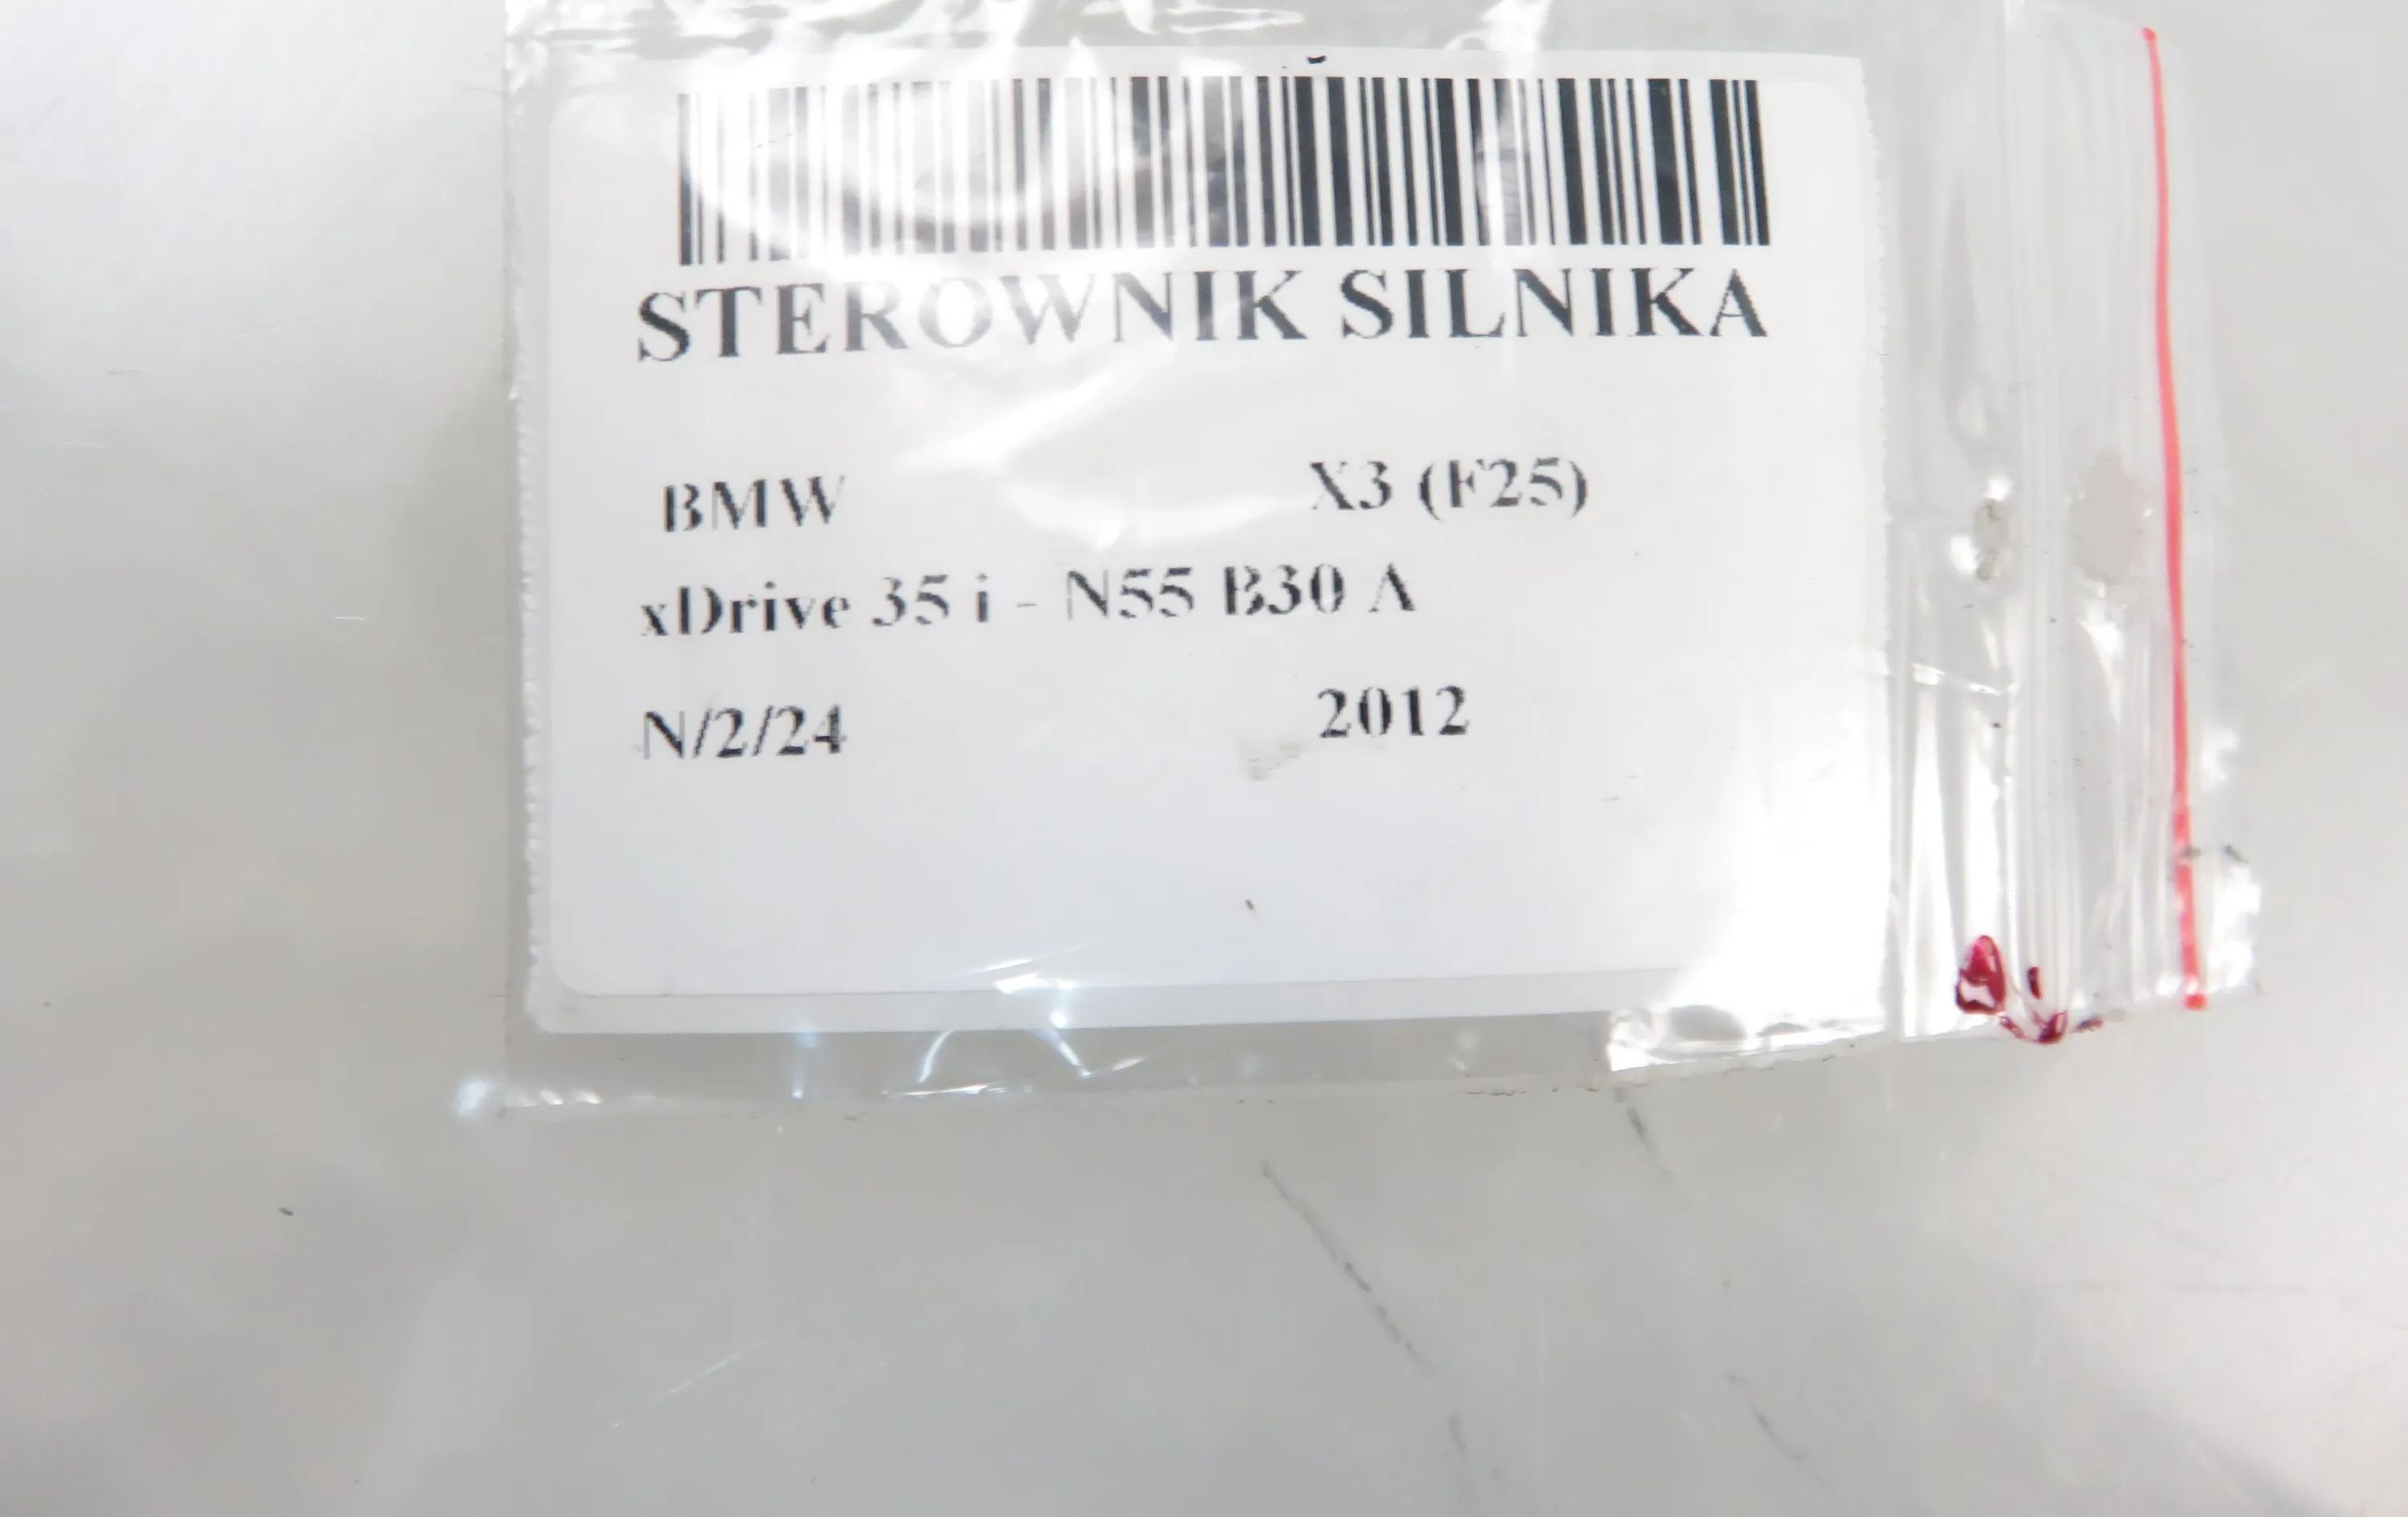 STEROWNIK SILNIKA
BMW X3 (F25)
xDrive 35 i - N55 B30 A
N/2/24 2012